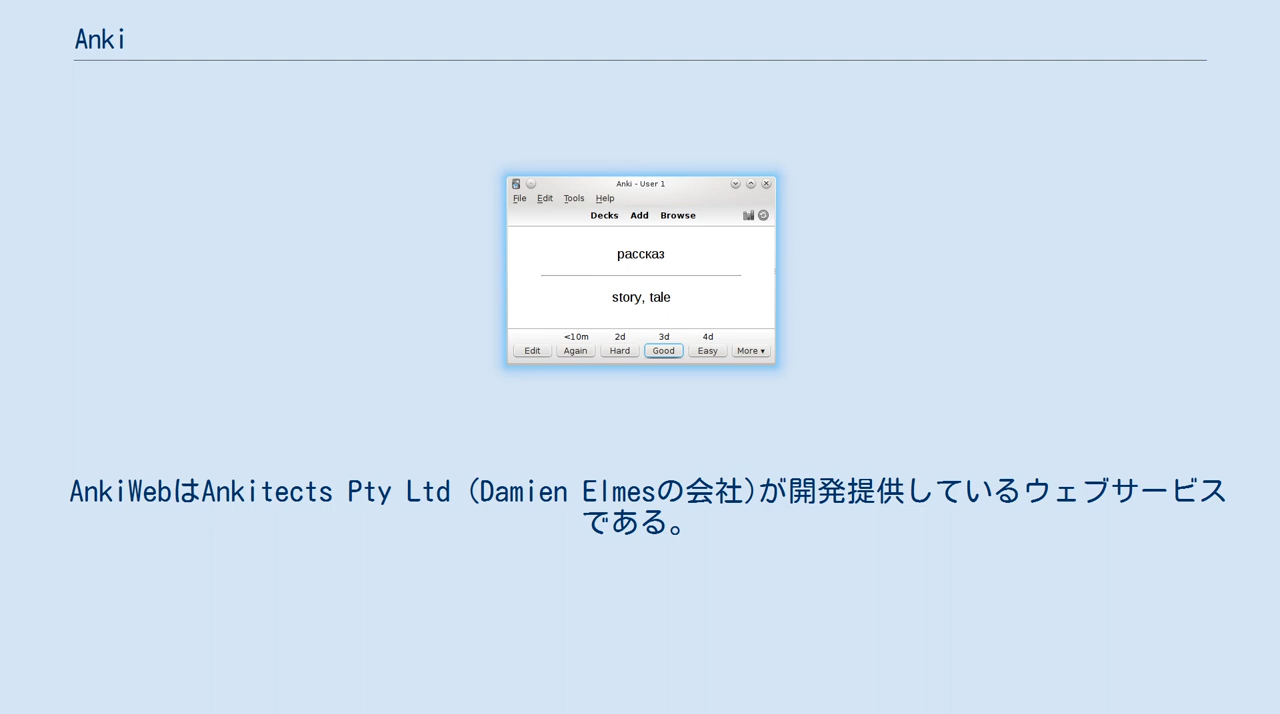 Anki
Anki - User 1
File Edit Tools Help
Decks Add Browse
рассказ
story, tale
<10m 2d 3d 4d
Edit Again Hard Good Easy More ▾
AnkiWebはAnkitects Pty Ltd (Damien Elmesの会社)が開発提供しているウェブサービス
である。